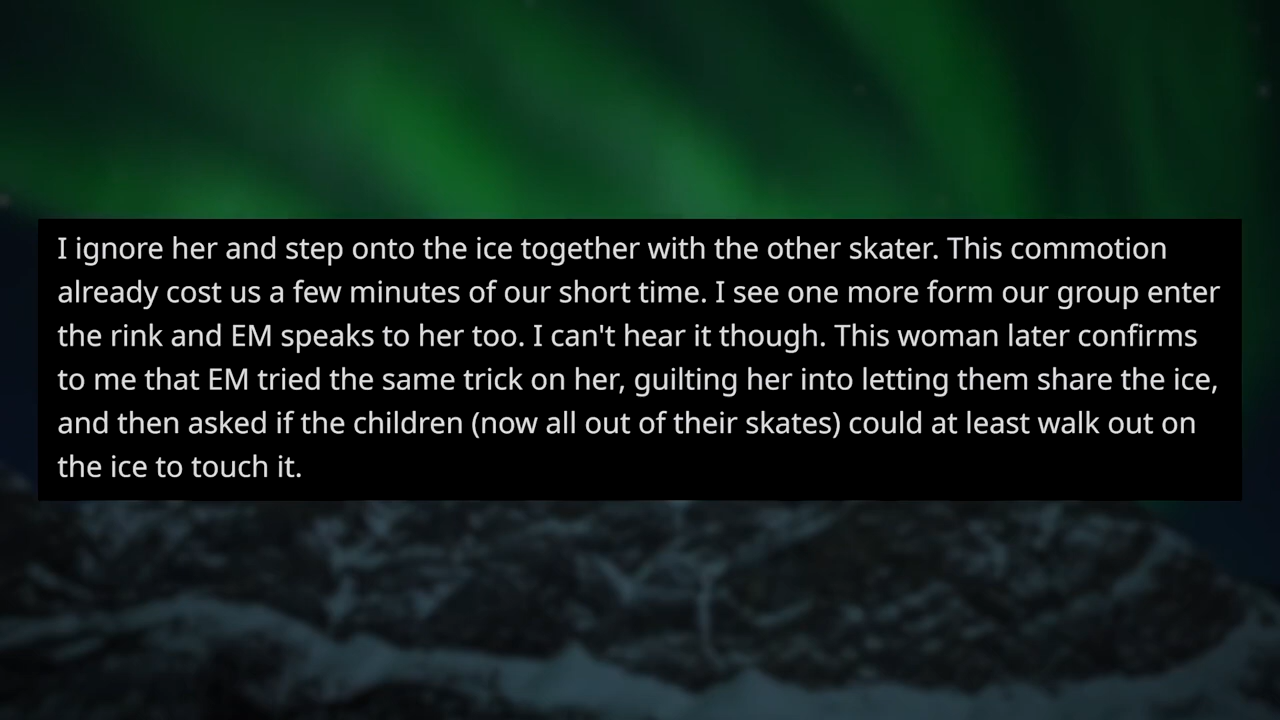 I ignore her and step onto the ice together with the other skater. This commotion
already cost us a few minutes of our short time. I see one more form our group enter
the rink and EM speaks to her too. I can't hear it though. This woman later confirms
to me that EM tried the same trick on her, guilting her into letting them share the ice,
and then asked if the children (now all out of their skates) could at least walk out on
the ice to touch it.